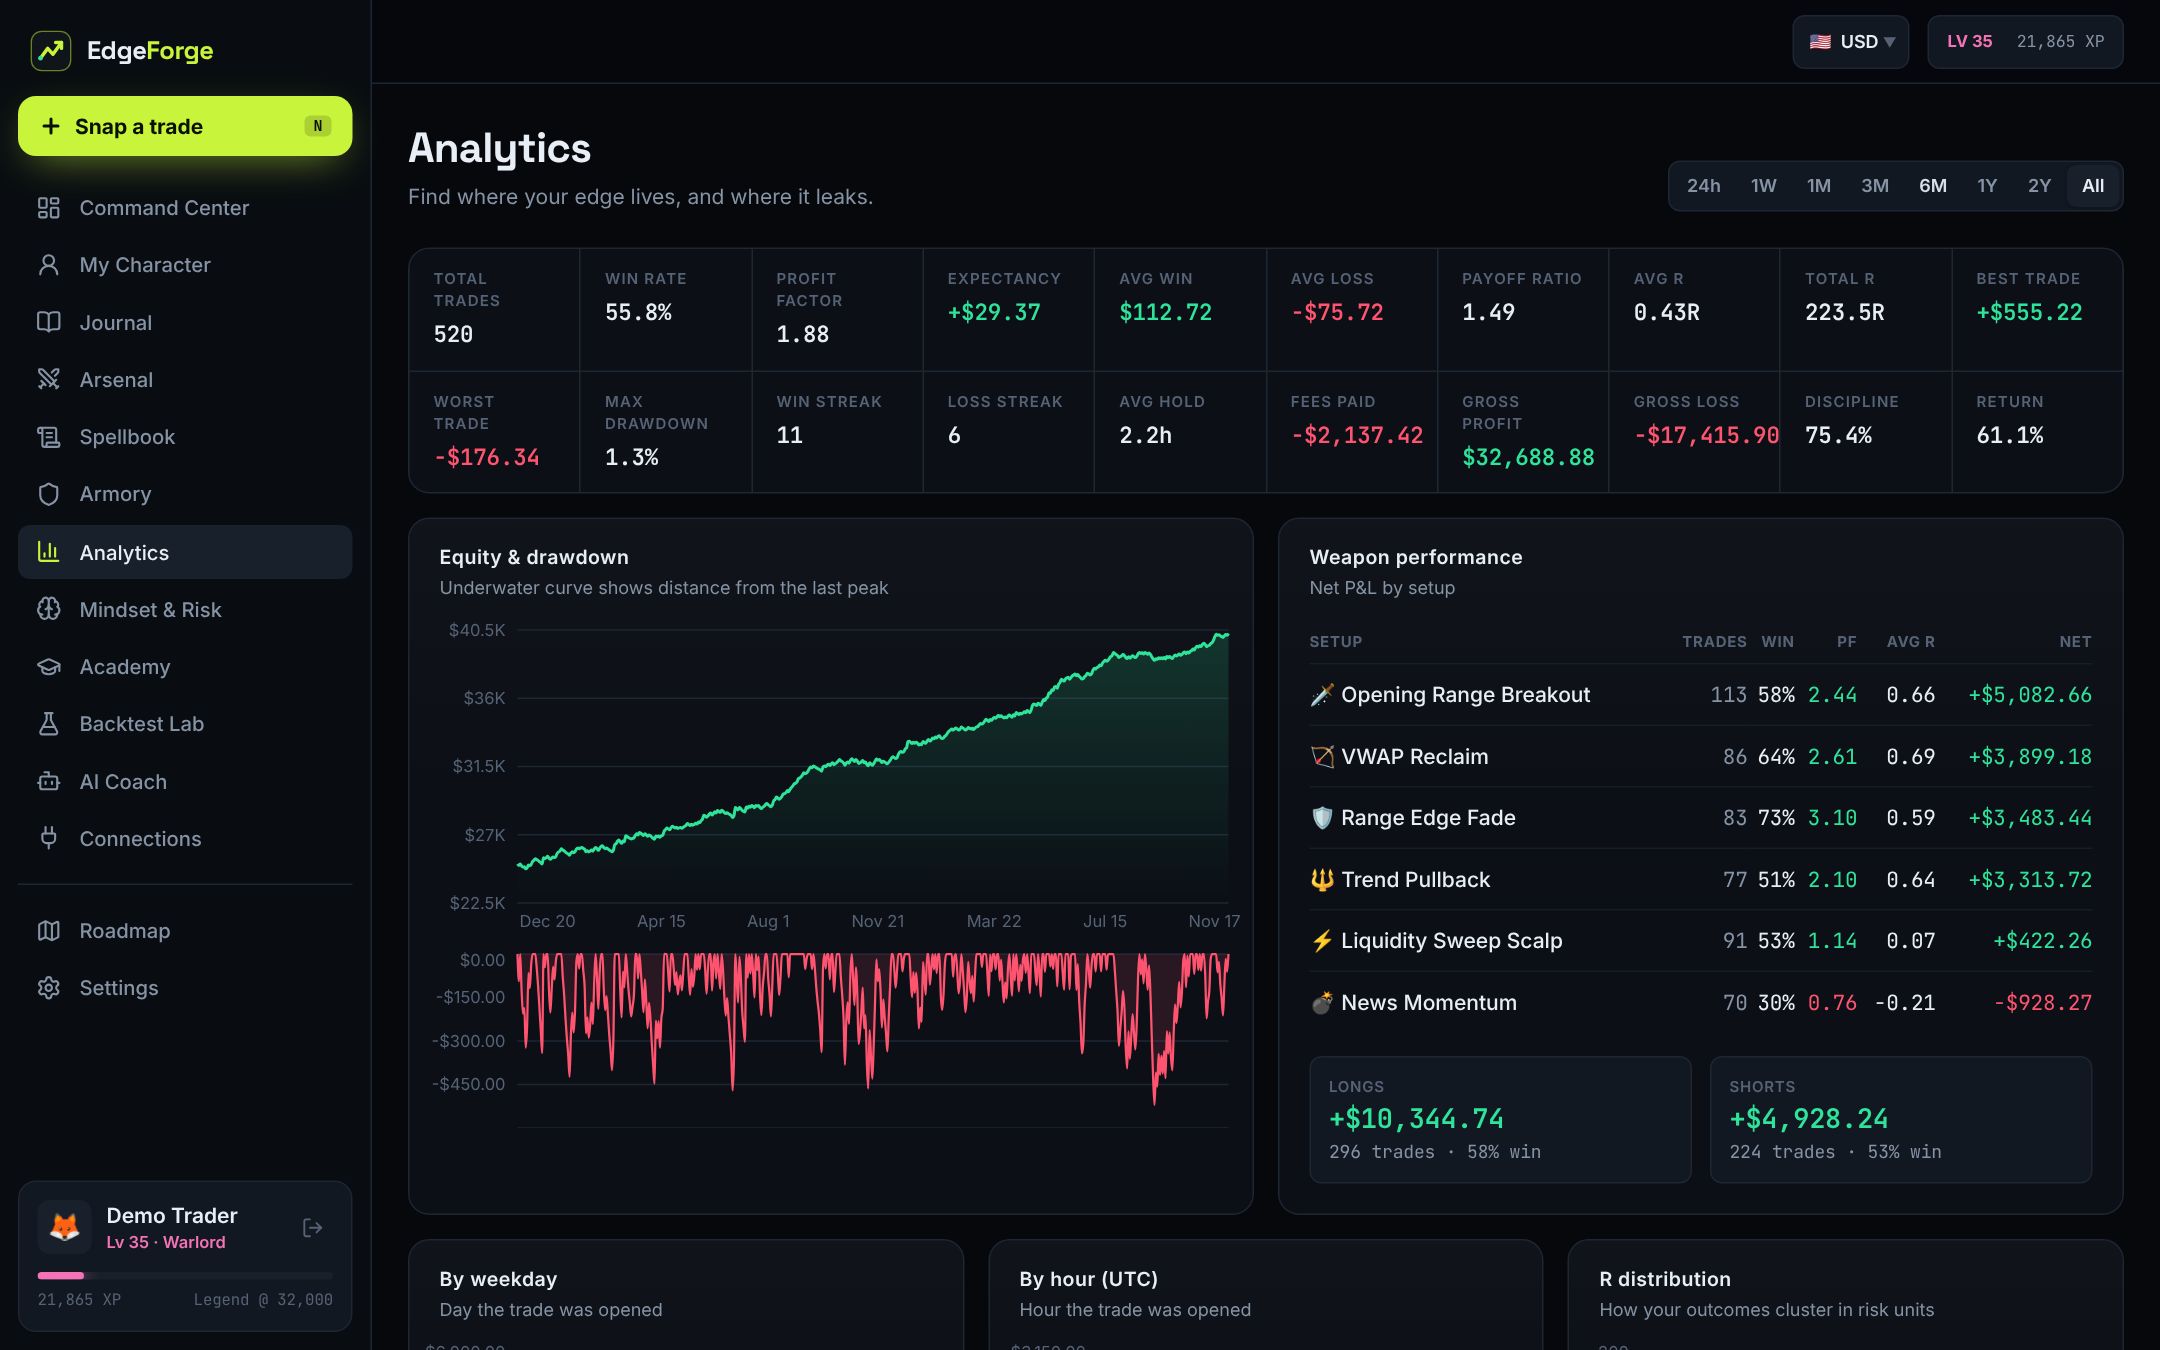 EdgeForge
Snap a trade N
Command Center
My Character
Journal
Arsenal
Spellbook
Armory
Analytics
Mindset & Risk
Academy
Backtest Lab
AI Coach
Connections
Roadmap
Settings
Demo Trader
Lv 35 · Warlord
21,865 XP Legend @ 32,000
USD
LV 35 21,865 XP
Analytics
Find where your edge lives, and where it leaks.
24h 1W 1M 3M 6M 1Y 2Y All
TOTAL TRADES
520
WIN RATE
55.8%
PROFIT FACTOR
1.88
EXPECTANCY
+$29.37
AVG WIN
$112.72
AVG LOSS
-$75.72
PAYOFF RATIO
1.49
AVG R
0.43R
TOTAL R
223.5R
BEST TRADE
+$555.22
WORST TRADE
-$176.34
MAX DRAWDOWN
1.3%
WIN STREAK
11
LOSS STREAK
6
AVG HOLD
2.2h
FEES PAID
-$2,137.42
GROSS PROFIT
$32,688.88
GROSS LOSS
-$17,415.90
DISCIPLINE
75.4%
RETURN
61.1%
Equity & drawdown
Underwater curve shows distance from the last peak
$40.5K
$36K
$31.5K
$27K
$22.5K
Dec 20 Apr 15 Aug 1 Nov 21 Mar 22 Jul 15 Nov 17
$0.00
-$150.00
-$300.00
-$450.00
Weapon performance
Net P&L by setup
SETUP TRADES WIN PF AVG R NET
Opening Range Breakout 113 58% 2.44 0.66 +$5,082.66
VWAP Reclaim 86 64% 2.61 0.69 +$3,899.18
Range Edge Fade 83 73% 3.10 0.59 +$3,483.44
Trend Pullback 77 51% 2.10 0.64 +$3,313.72
Liquidity Sweep Scalp 91 53% 1.14 0.07 +$422.26
News Momentum 70 30% 0.76 -0.21 -$928.27
LONGS
+$10,344.74
296 trades · 58% win
SHORTS
+$4,928.24
224 trades · 53% win
By weekday
Day the trade was opened
By hour (UTC)
Hour the trade was opened
R distribution
How your outcomes cluster in risk units